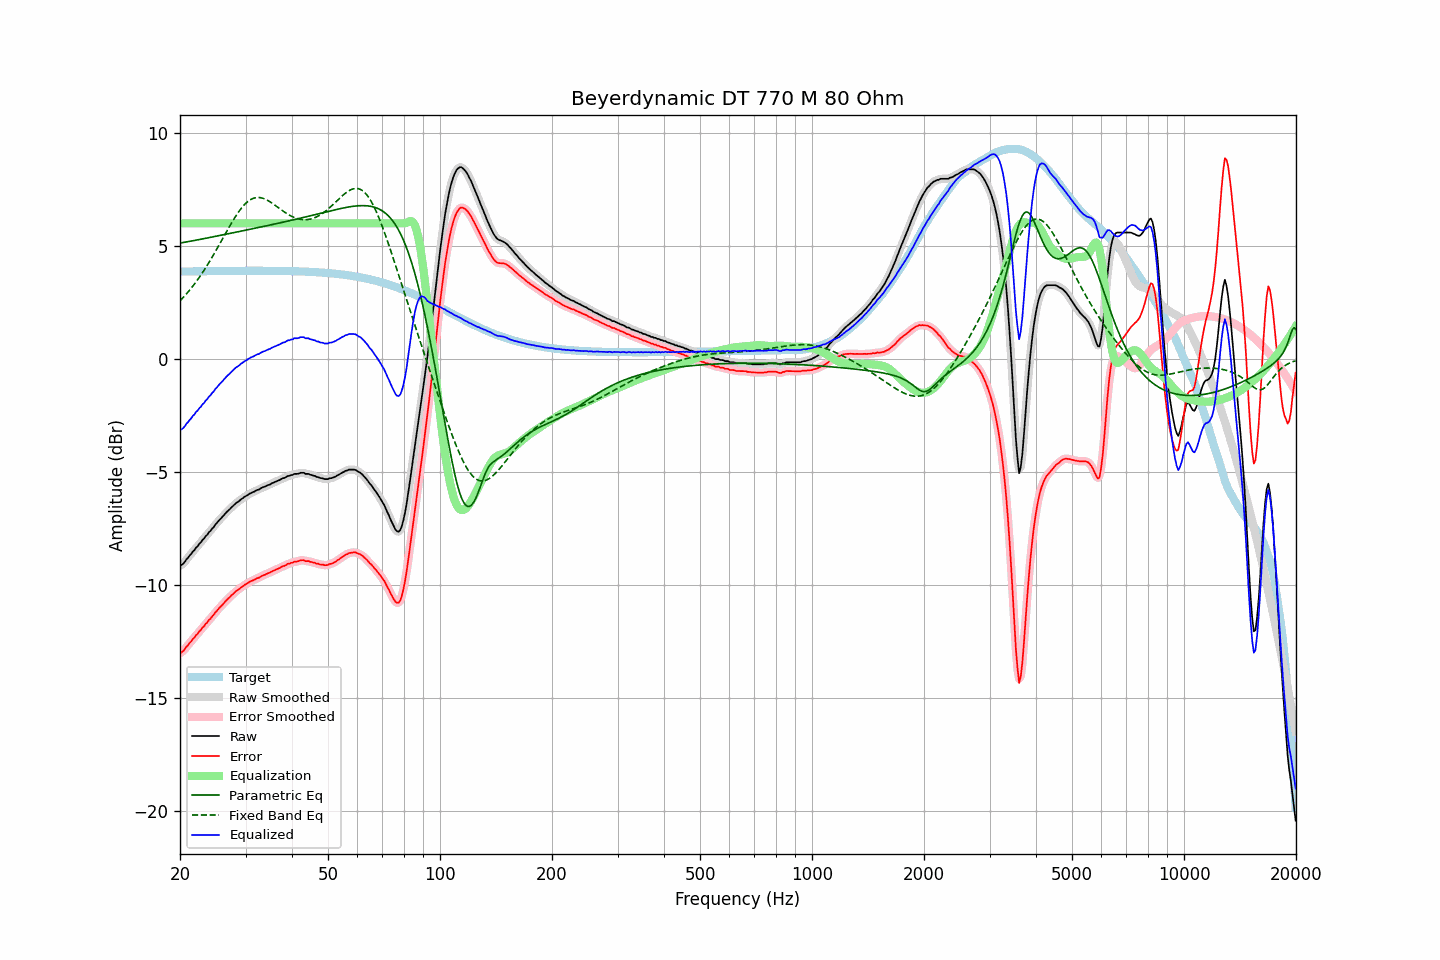 Beyerdynamic DT 770 M 80 Ohm
Amplitude (dBr)
10
5
0
−5
−10
−15
−20
Target
Raw Smoothed
Error Smoothed
Raw
Error
Equalization
Parametric Eq
Fixed Band Eq
Equalized
20
50
100
200
500
1000
2000
5000
10000
20000
Frequency (Hz)